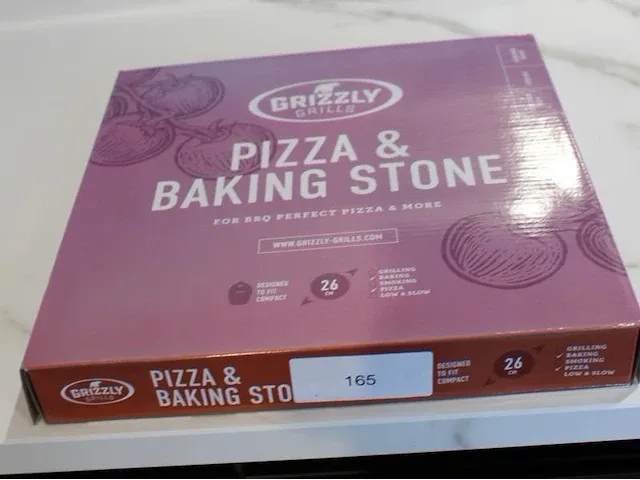 GRIZZLY
GRILLS
PIZZA &
BAKING STONE
FOR BBQ PERFECT PIZZA & MORE
WWW.GRIZZLY-GRILLS.COM
DESIGNED
TO FIT
COMPACT
26
CM
GRILLING
BAKING
SMOKING
PIZZA
LOW & SLOW
GRIZZLY
GRILLS
PIZZA &
BAKING STO
165
DESIGNED
TO FIT
COMPACT
26
CM
GRILLING
BAKING
SMOKING
PIZZA
LOW & SLOW